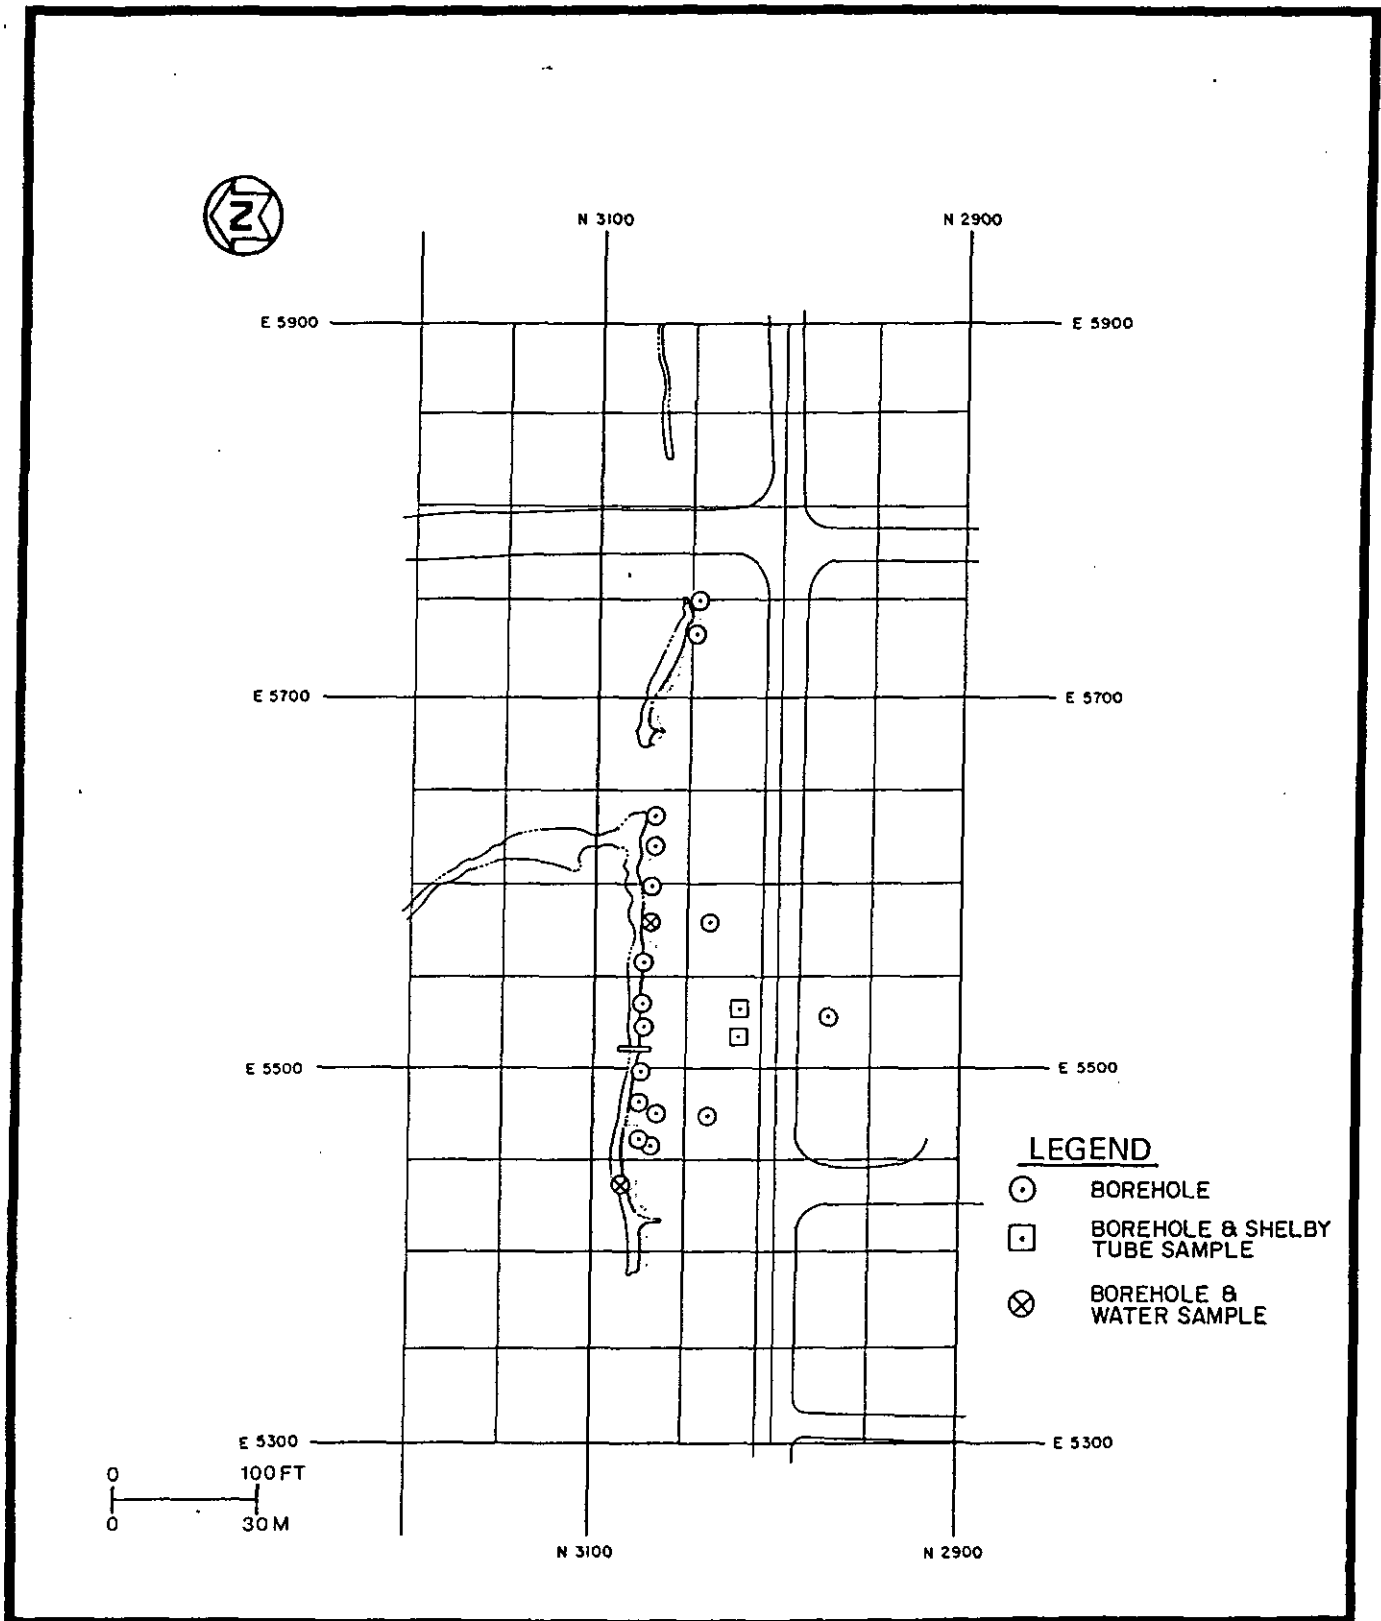 N
N 3100 N 2900
E 5900 E 5900
E 5700 E 5700
E 5500 E 5500
LEGEND
BOREHOLE
BOREHOLE & SHELBY
TUBE SAMPLE
BOREHOLE &
WATER SAMPLE
E 5300 E 5300
0 100 FT
0 30 M
N 3100 N 2900